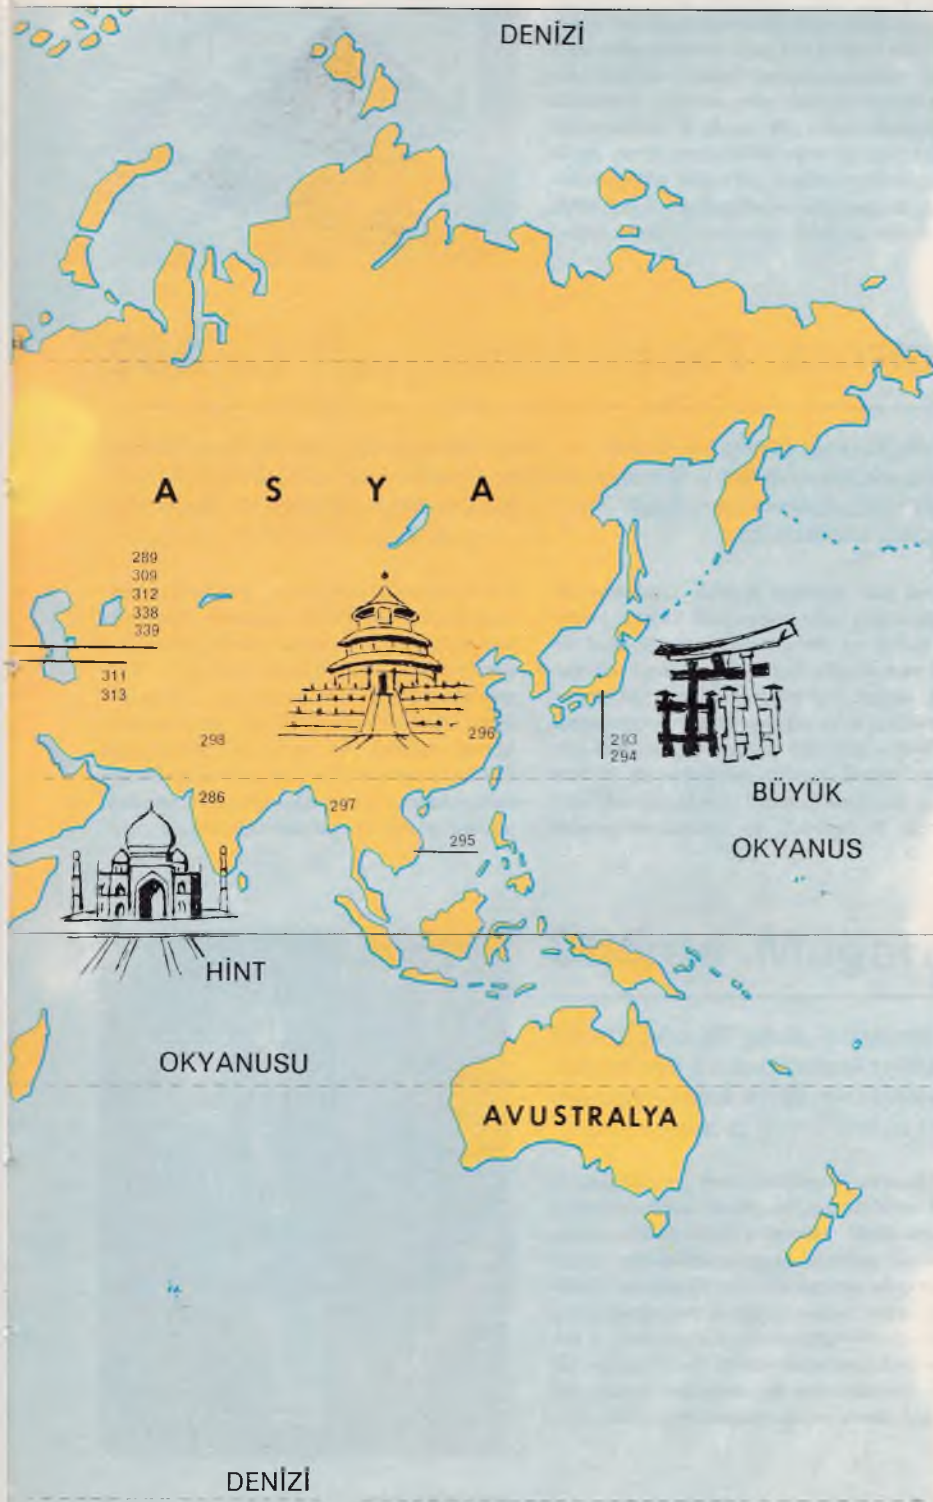 DENİZİ
A S Y A
289
309
312
338
339
311
313
298
296
293
294
286
297
295
BÜYÜK
OKYANUS
HİNT
OKYANUSU
AVUSTRALYA
DENİZİ